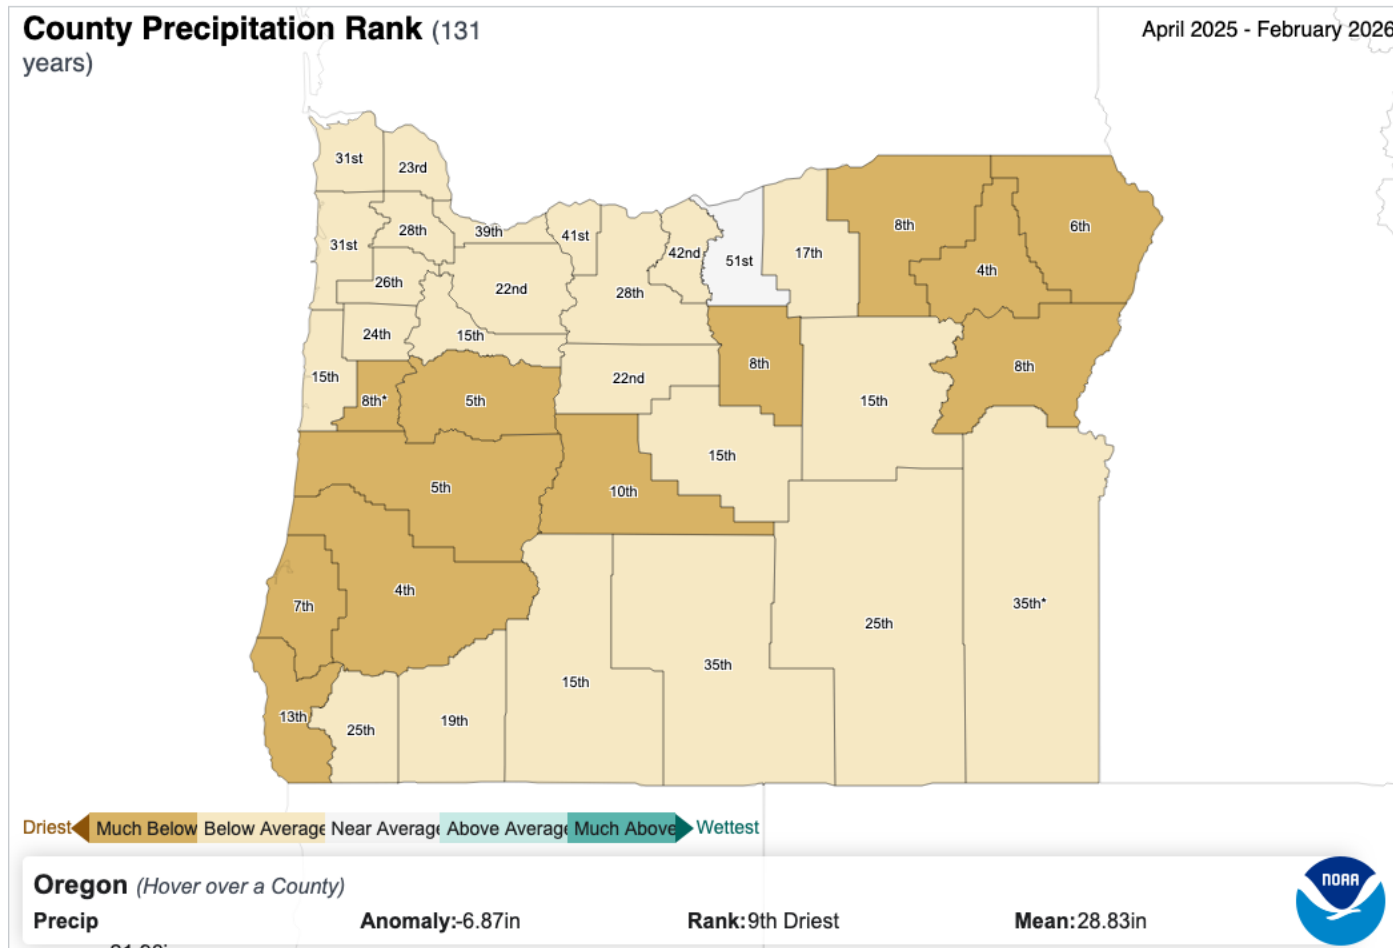 County Precipitation Rank (131
years)
April 2025 - February 2026
31st
23rd
31st
28th
39th
41st
42nd
51st
17th
8th
6th
4th
26th
22nd
28th
24th
15th
15th
8th*
5th
22nd
8th
15th
8th
15th
5th
10th
7th
4th
35th*
25th
13th
25th
19th
15th
35th
Driest
Much Below
Below Average
Near Average
Above Average
Much Above
Wettest
Oregon (Hover over a County)
Precip
Anomaly:-6.87in
Rank:9th Driest
Mean:28.83in
NOAA